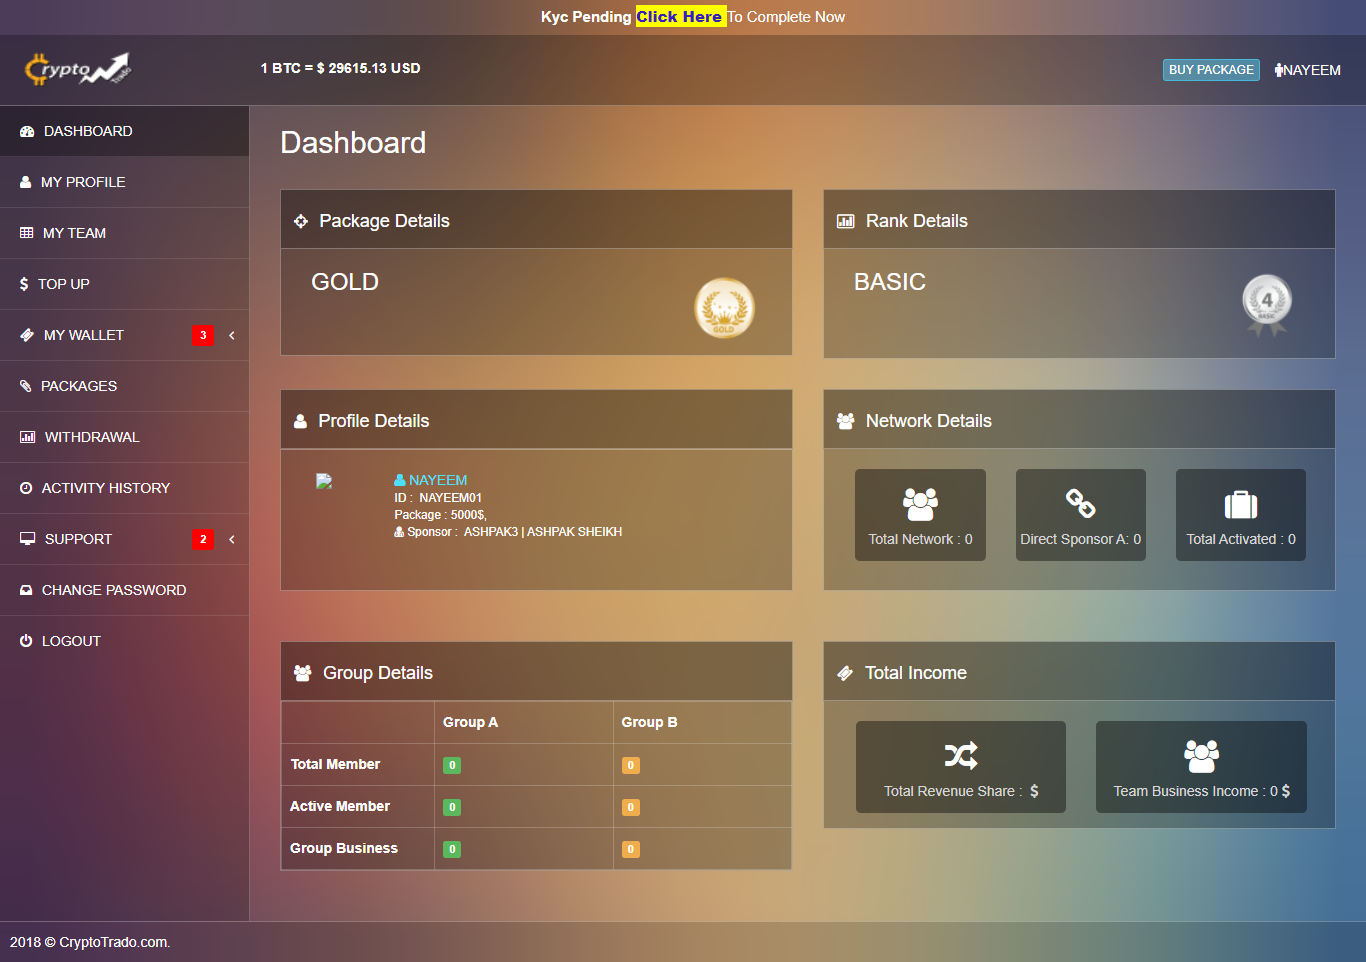 Kyc Pending Click Here To Complete Now
Crypto Trado
1 BTC = $ 29615.13 USD
BUY PACKAGE
NAYEEM
DASHBOARD
MY PROFILE
MY TEAM
$ TOP UP
MY WALLET 3
PACKAGES
WITHDRAWAL
ACTIVITY HISTORY
SUPPORT 2
CHANGE PASSWORD
LOGOUT
Dashboard
Package Details
GOLD
GOLD
Rank Details
BASIC
4
BASIC
Profile Details
NAYEEM
ID : NAYEEM01
Package : 5000$,
Sponsor : ASHPAK3 | ASHPAK SHEIKH
Network Details
Total Network : 0
Direct Sponsor A: 0
Total Activated : 0
Group Details
Group A Group B
Total Member 0 0
Active Member 0 0
Group Business 0 0
Total Income
Total Revenue Share : $
Team Business Income : 0 $
2018 © CryptoTrado.com.